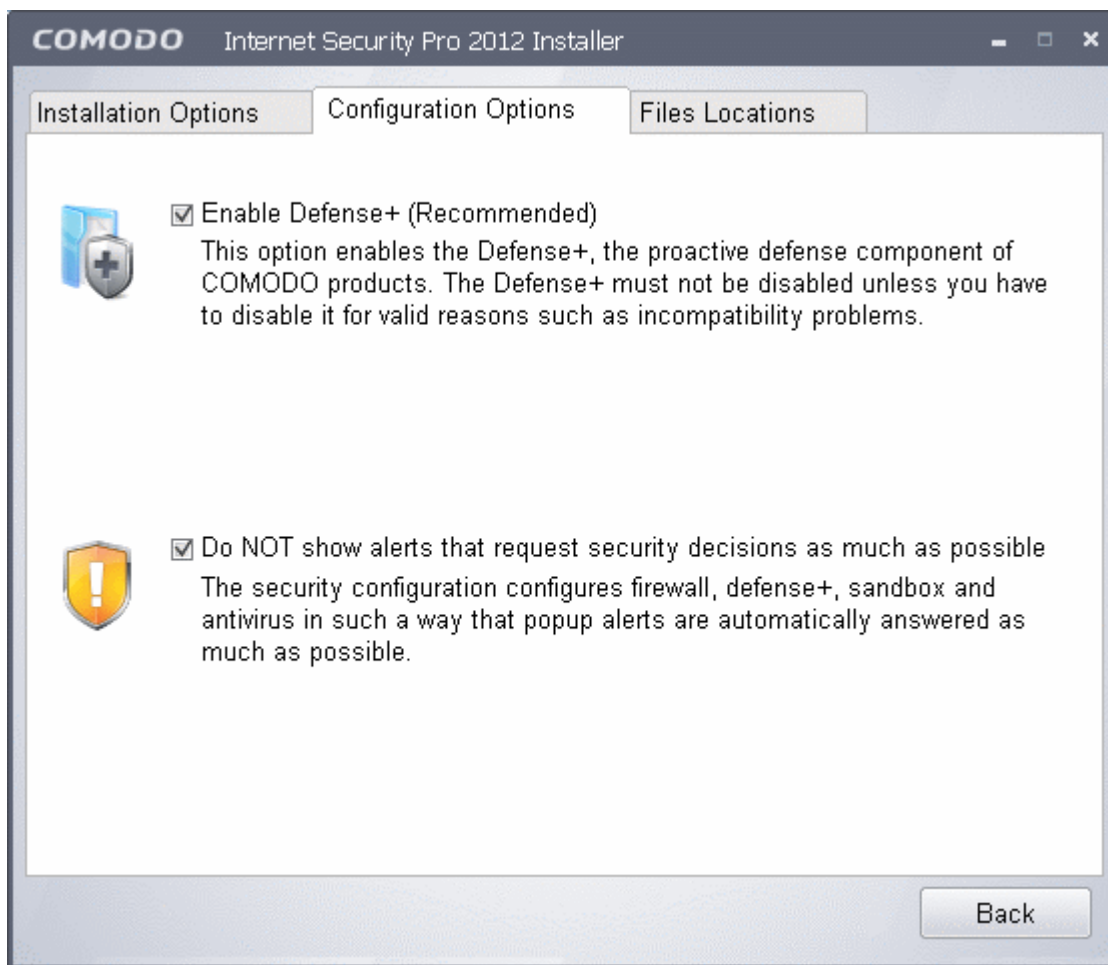 COMODO Internet Security Pro 2012 Installer
Installation Options Configuration Options Files Locations
Enable Defense+ (Recommended)
This option enables the Defense+, the proactive defense component of
COMODO products. The Defense+ must not be disabled unless you have
to disable it for valid reasons such as incompatibility problems.
Do NOT show alerts that request security decisions as much as possible
The security configuration configures firewall, defense+, sandbox and
antivirus in such a way that popup alerts are automatically answered as
much as possible.
Back